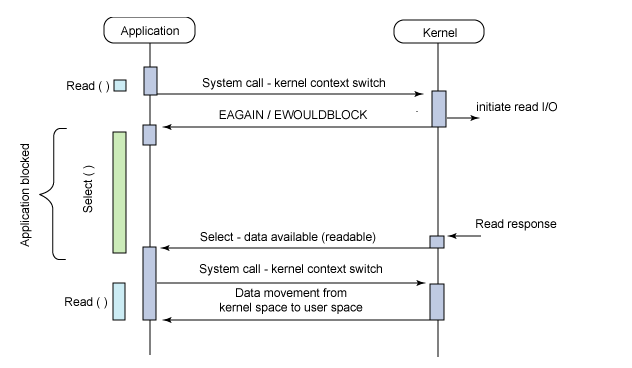 Application
Kernel
Read ( )
System call - kernel context switch
initiate read I/O
EAGAIN / EWOULDBLOCK
Application blocked
Select ( )
Read response
Select - data available (readable)
System call - kernel context switch
Read ( )
Data movement from
kernel space to user space